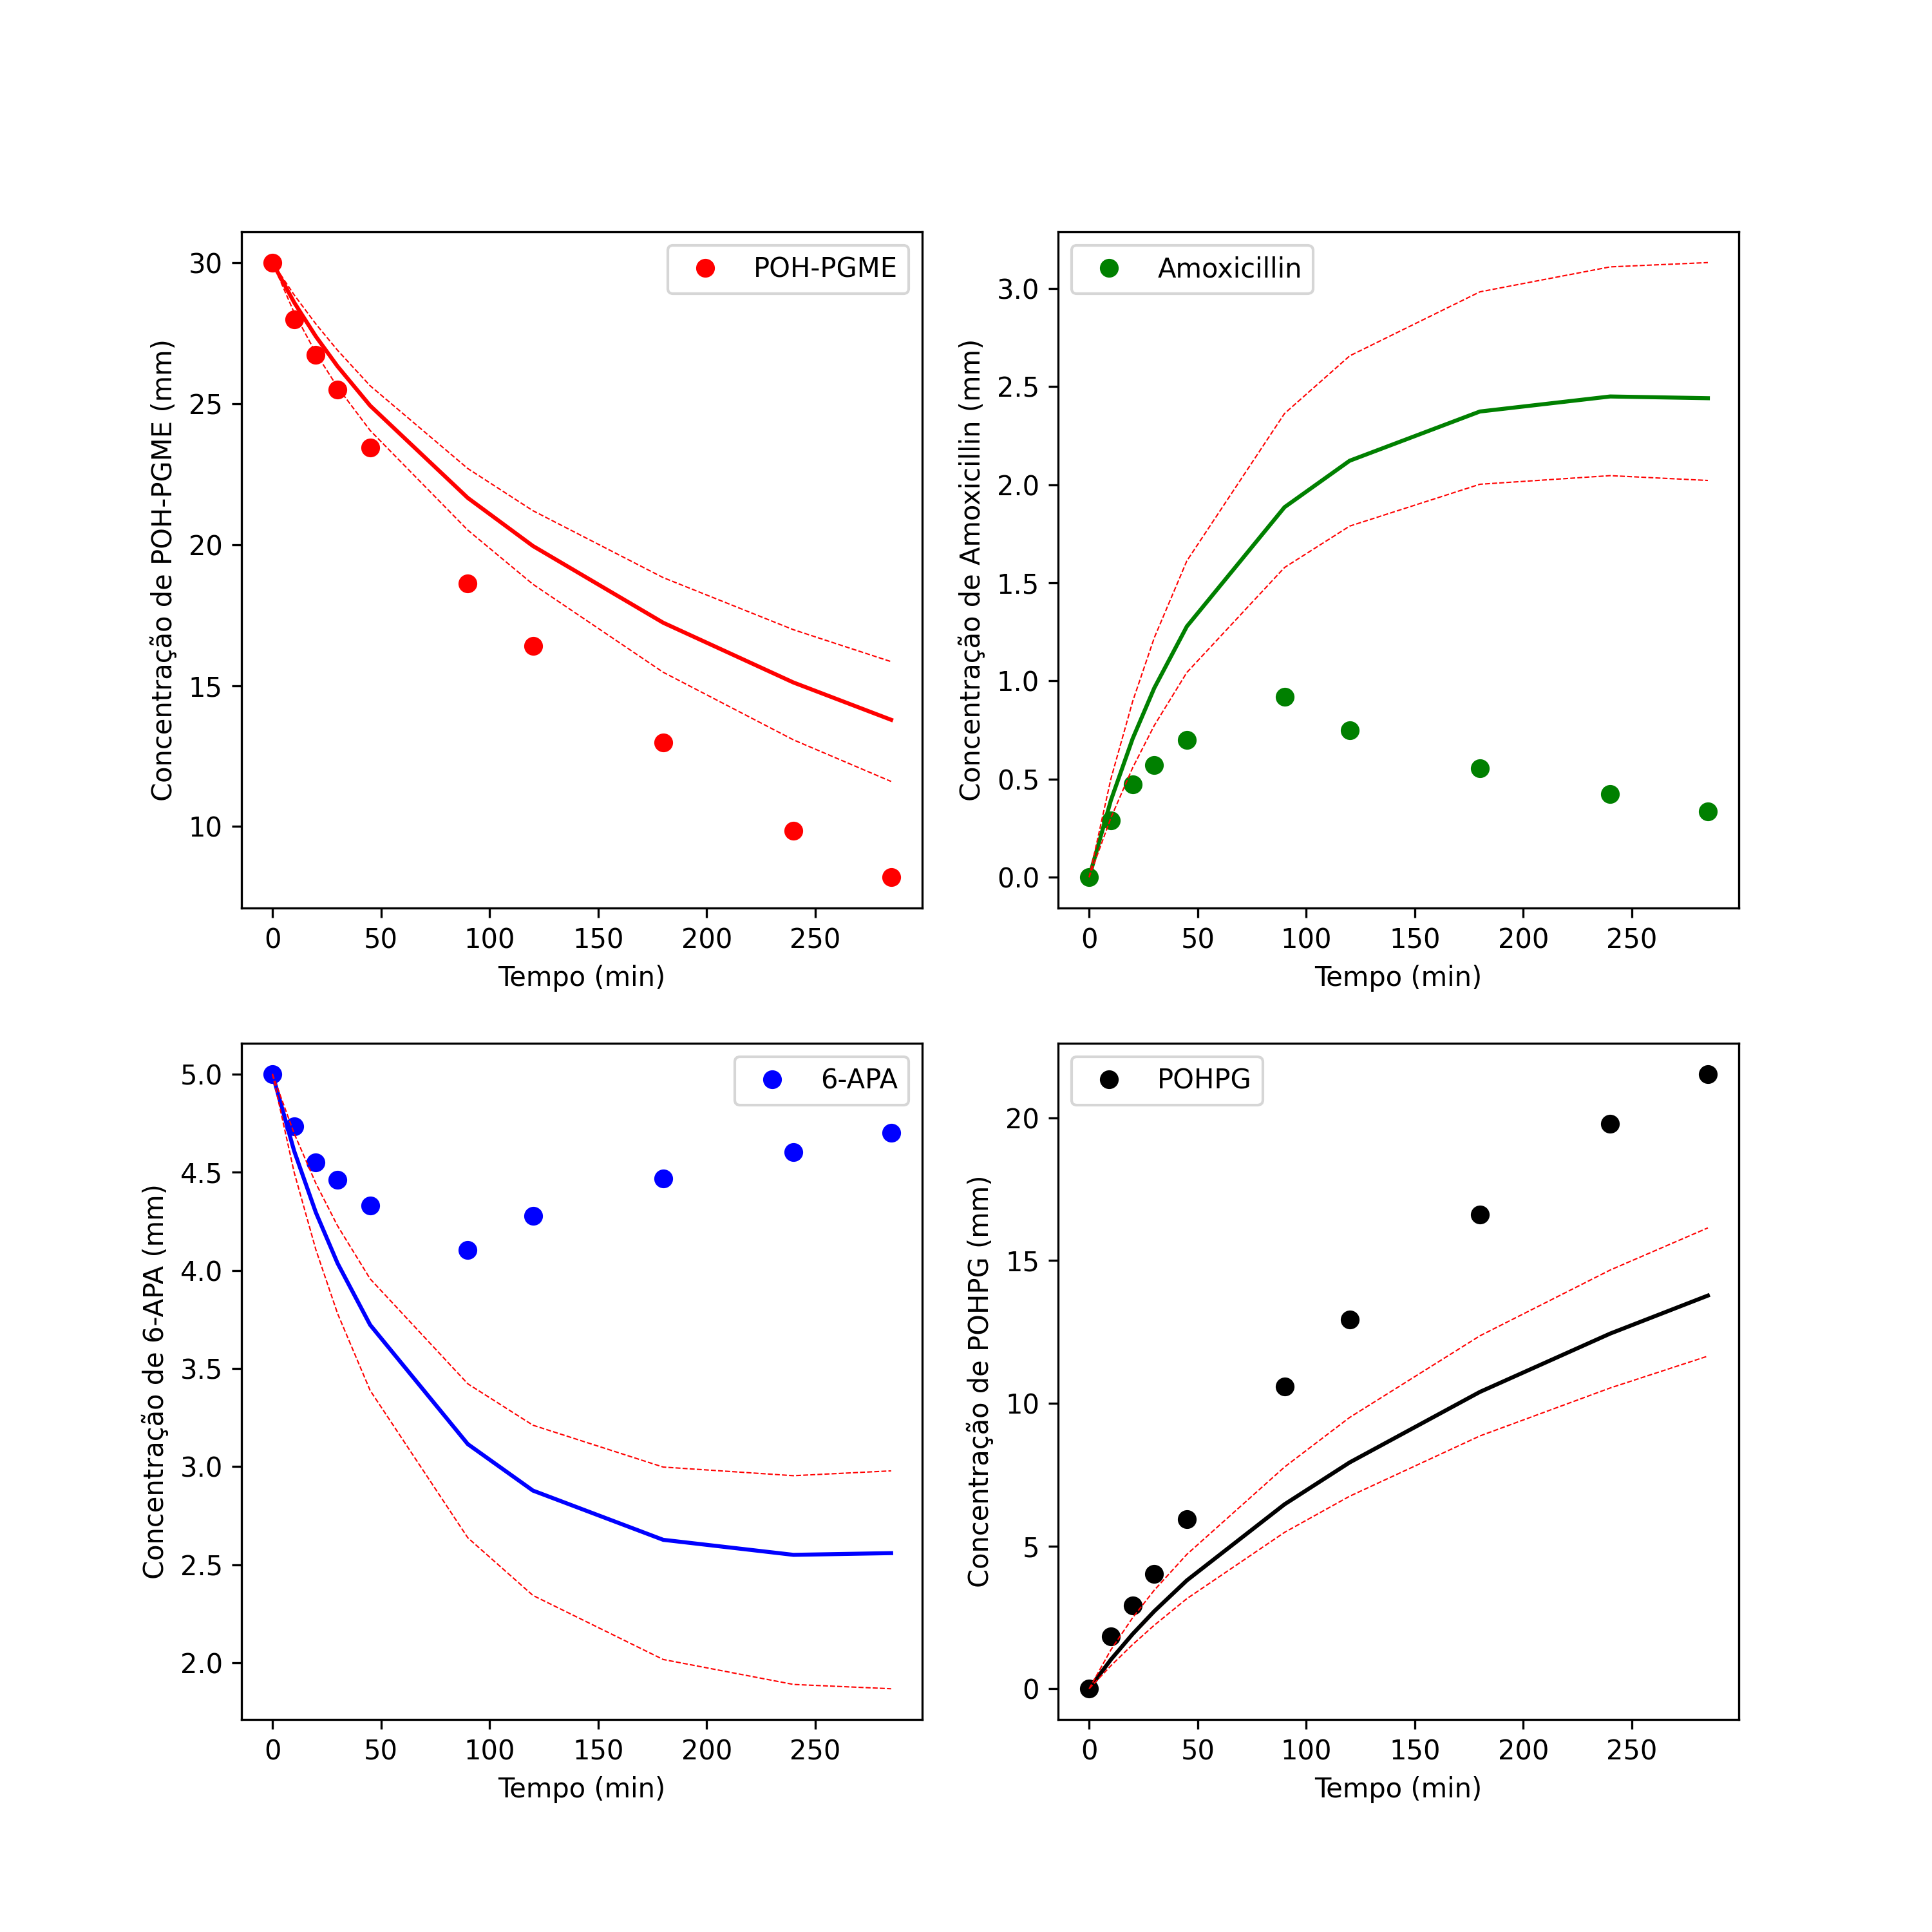 POH-PGME
Concentração de POH-PGME (mm)
30
25
20
15
10
0 50 100 150 200 250
Tempo (min)
Amoxicillin
Concentração de Amoxicillin (mm)
3.0
2.5
2.0
1.5
1.0
0.5
0.0
0 50 100 150 200 250
Tempo (min)
6-APA
Concentração de 6-APA (mm)
5.0
4.5
4.0
3.5
3.0
2.5
2.0
0 50 100 150 200 250
Tempo (min)
POHPG
Concentração de POHPG (mm)
20
15
10
5
0
0 50 100 150 200 250
Tempo (min)